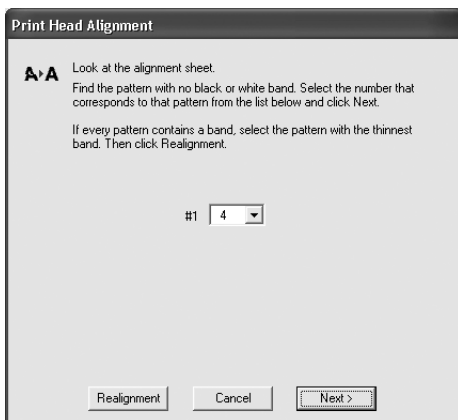 Print Head Alignment
A▸A
Look at the alignment sheet.
Find the pattern with no black or white band. Select the number that
corresponds to that pattern from the list below and click Next.
If every pattern contains a band, select the pattern with the thinnest
band. Then click Realignment.
#1 4
Realignment Cancel Next >